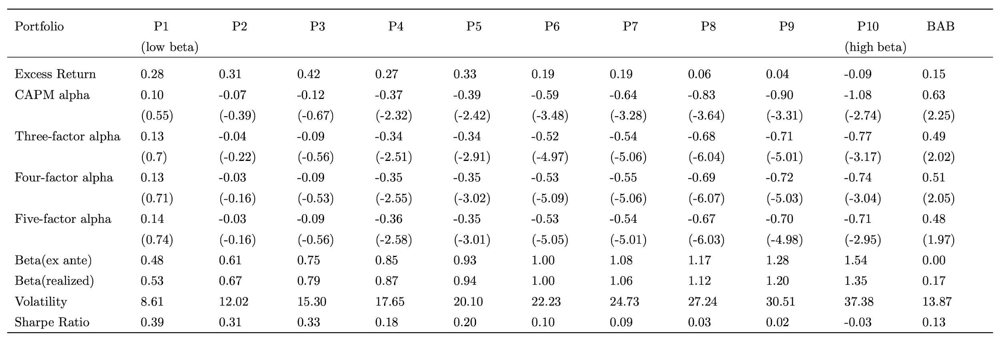 Portfolio P1 P2 P3 P4 P5 P6 P7 P8 P9 P10 BAB
(low beta) (high beta)
Excess Return 0.28 0.31 0.42 0.27 0.33 0.19 0.19 0.06 0.04 -0.09 0.15
CAPM alpha 0.10 -0.07 -0.12 -0.37 -0.39 -0.59 -0.64 -0.83 -0.90 -1.08 0.63
(0.55) (-0.39) (-0.67) (-2.32) (-2.42) (-3.48) (-3.28) (-3.64) (-3.31) (-2.74) (2.25)
Three-factor alpha 0.13 -0.04 -0.09 -0.34 -0.34 -0.52 -0.54 -0.68 -0.71 -0.77 0.49
(0.7) (-0.22) (-0.56) (-2.51) (-2.91) (-4.97) (-5.06) (-6.04) (-5.01) (-3.17) (2.02)
Four-factor alpha 0.13 -0.03 -0.09 -0.35 -0.35 -0.53 -0.55 -0.69 -0.72 -0.74 0.51
(0.71) (-0.16) (-0.53) (-2.55) (-3.02) (-5.09) (-5.06) (-6.07) (-5.03) (-3.04) (2.05)
Five-factor alpha 0.14 -0.03 -0.09 -0.36 -0.35 -0.53 -0.54 -0.67 -0.70 -0.71 0.48
(0.74) (-0.16) (-0.56) (-2.58) (-3.01) (-5.05) (-5.01) (-6.03) (-4.98) (-2.95) (1.97)
Beta(ex ante) 0.48 0.61 0.75 0.85 0.93 1.00 1.08 1.17 1.28 1.54 0.00
Beta(realized) 0.53 0.67 0.79 0.87 0.94 1.00 1.06 1.12 1.20 1.35 0.17
Volatility 8.61 12.02 15.30 17.65 20.10 22.23 24.73 27.24 30.51 37.38 13.87
Sharpe Ratio 0.39 0.31 0.33 0.18 0.20 0.10 0.09 0.03 0.02 -0.03 0.13